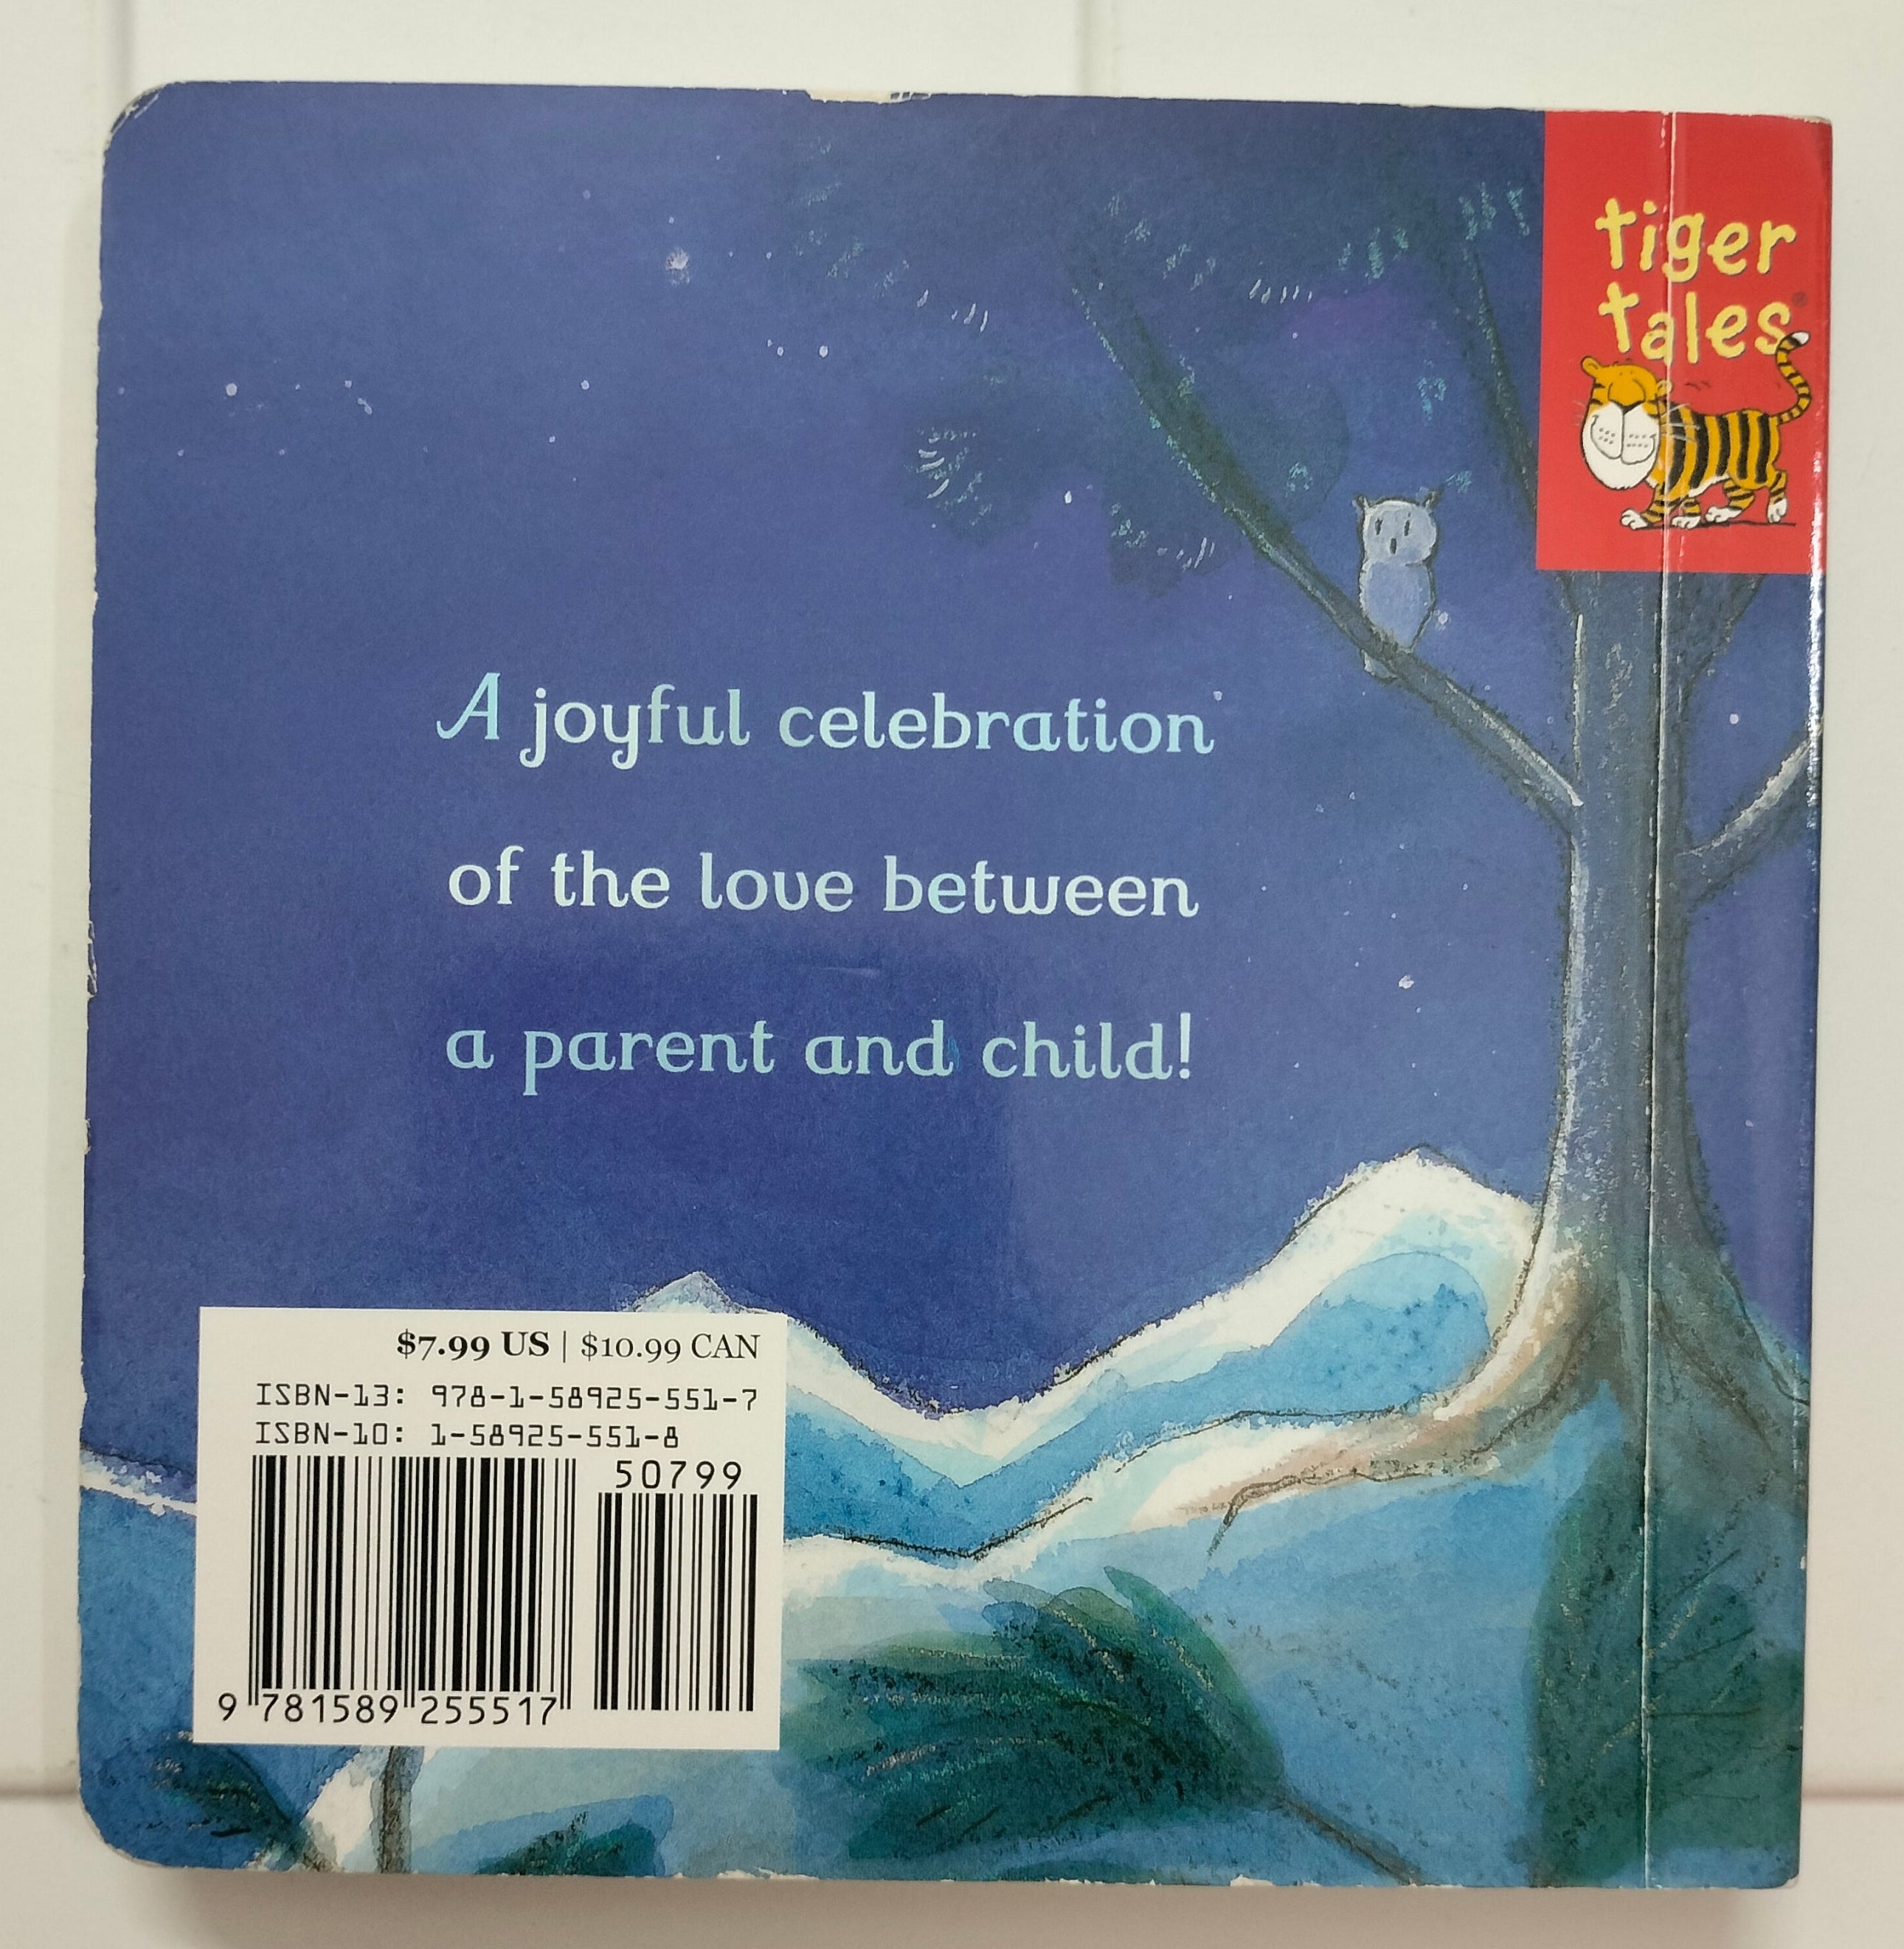 tiger
tales®
A joyful celebration
of the love between
a parent and child!
$7.99 US | $10.99 CAN
ISBN-13: 978-1-58925-551-7
ISBN-10: 1-58925-551-8
50799
9 781589 255517